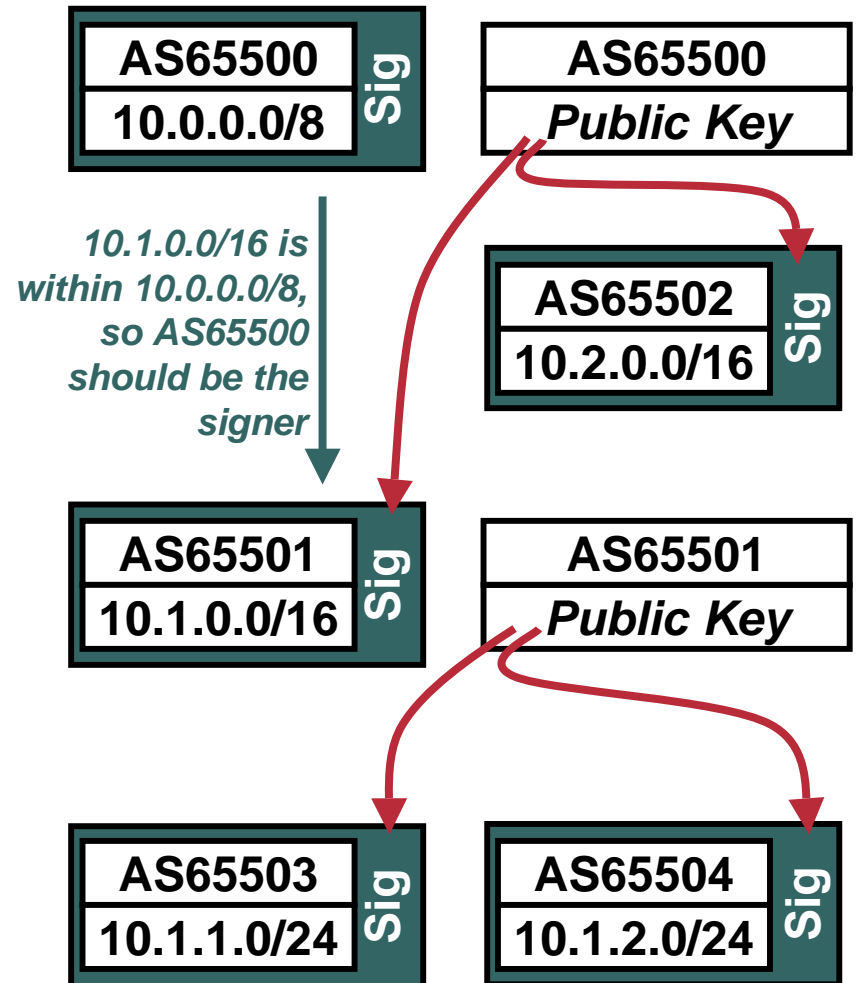 AS65500
10.0.0.0/8
Sig
AS65500
Public Key
10.1.0.0/16 is
within 10.0.0.0/8,
so AS65500
should be the
signer
AS65502
10.2.0.0/16
Sig
AS65501
10.1.0.0/16
Sig
AS65501
Public Key
AS65503
10.1.1.0/24
Sig
AS65504
10.1.2.0/24
Sig